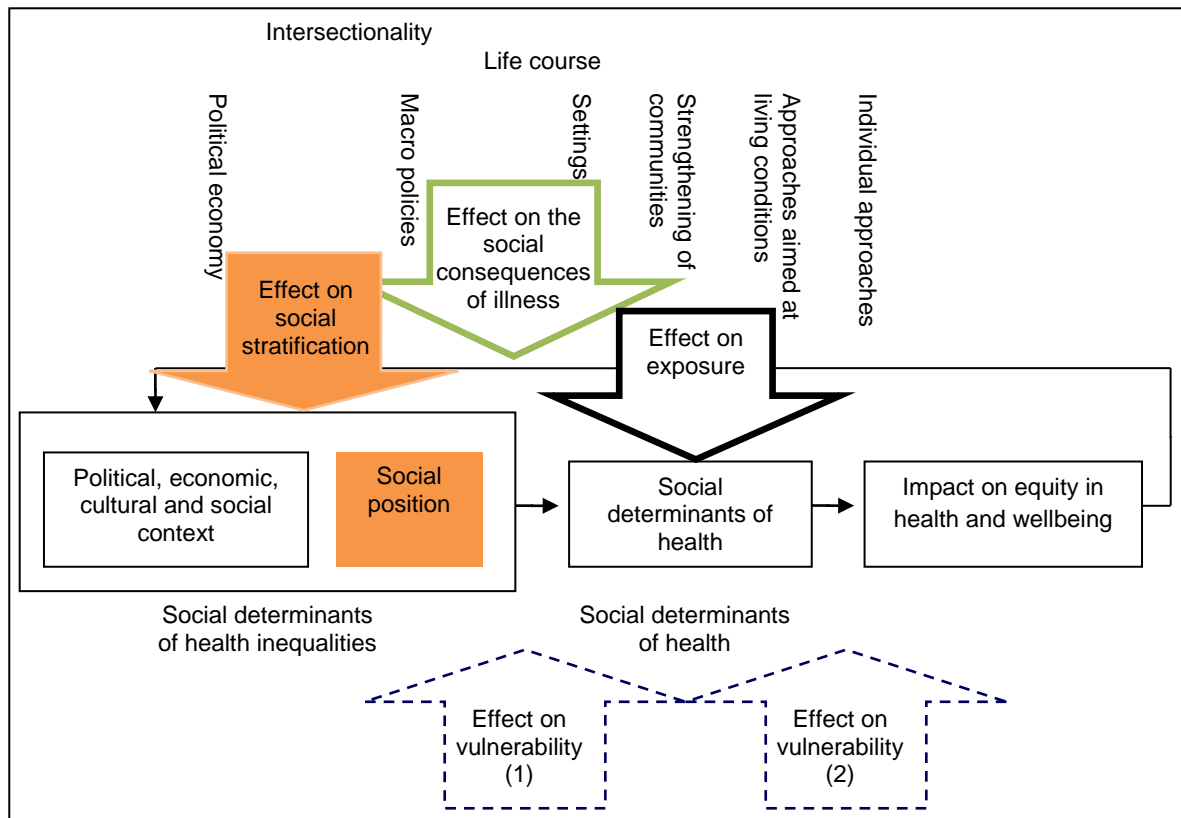 Intersectionality
Life course
Political economy
Macro policies
Settings
Strengthening of
communities
Approaches aimed at
living conditions
Individual approaches
Effect on the
social
consequences
of illness
Effect on
social
stratification
Effect on
exposure
Political, economic,
cultural and social
context
Social
position
Social
determinants of
health
Impact on equity in
health and wellbeing
Social determinants
of health inequalities
Social determinants
of health
Effect on
vulnerability
(1)
Effect on
vulnerability
(2)